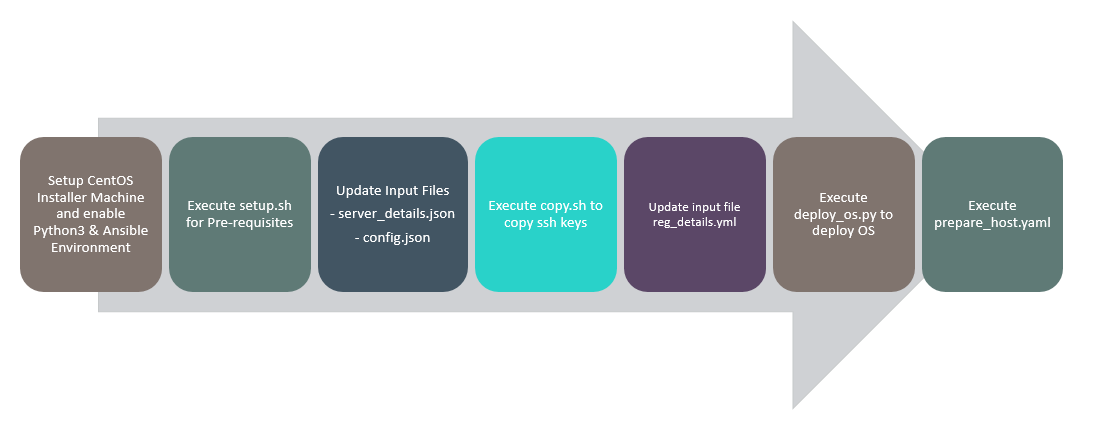 Setup CentOS
Installer Machine
and enable
Python3 & Ansible
Environment
Execute setup.sh
for Pre-requisites
Update Input Files
- server_details.json
- config.json
Execute copy.sh to
copy ssh keys
Update input file
reg_details.yml
Execute
deploy_os.py to
deploy OS
Execute
prepare_host.yaml